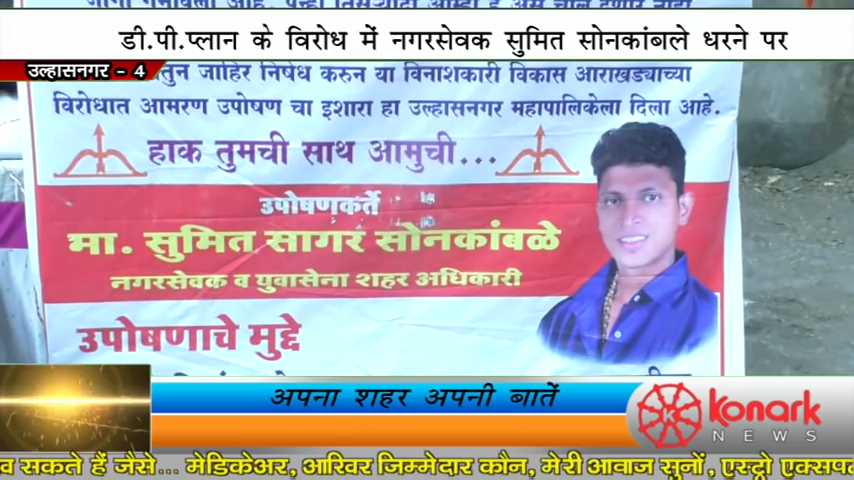 डी.पी.प्लान के विरोध में नगरसेवक सुमित सोनकांबले धरने पर
उल्हासनगर - 4
जाहिर निषेध करुन या विनाशकारी विकास आराखड्याच्या
विरोधात आमरण उपोषण चा इशारा हा उल्हासनगर महापालिकेला दिला आहे.
हाक तुमची साथ आमुची...
उपोषणकर्ते
मा. सुमित सागर सोनकांबळे
नगरसेवक व युवासेना शहर अधिकारी
उपोषणाचे मुद्दे
अपना शहर अपनी बातें
Konark
NEWS
व सकते हैं जैसे... मेडिकेअर, आखिर जिम्मेदार कौन, मेरी आवाज सुनों, एस्ट्रो एक्सपर्ट